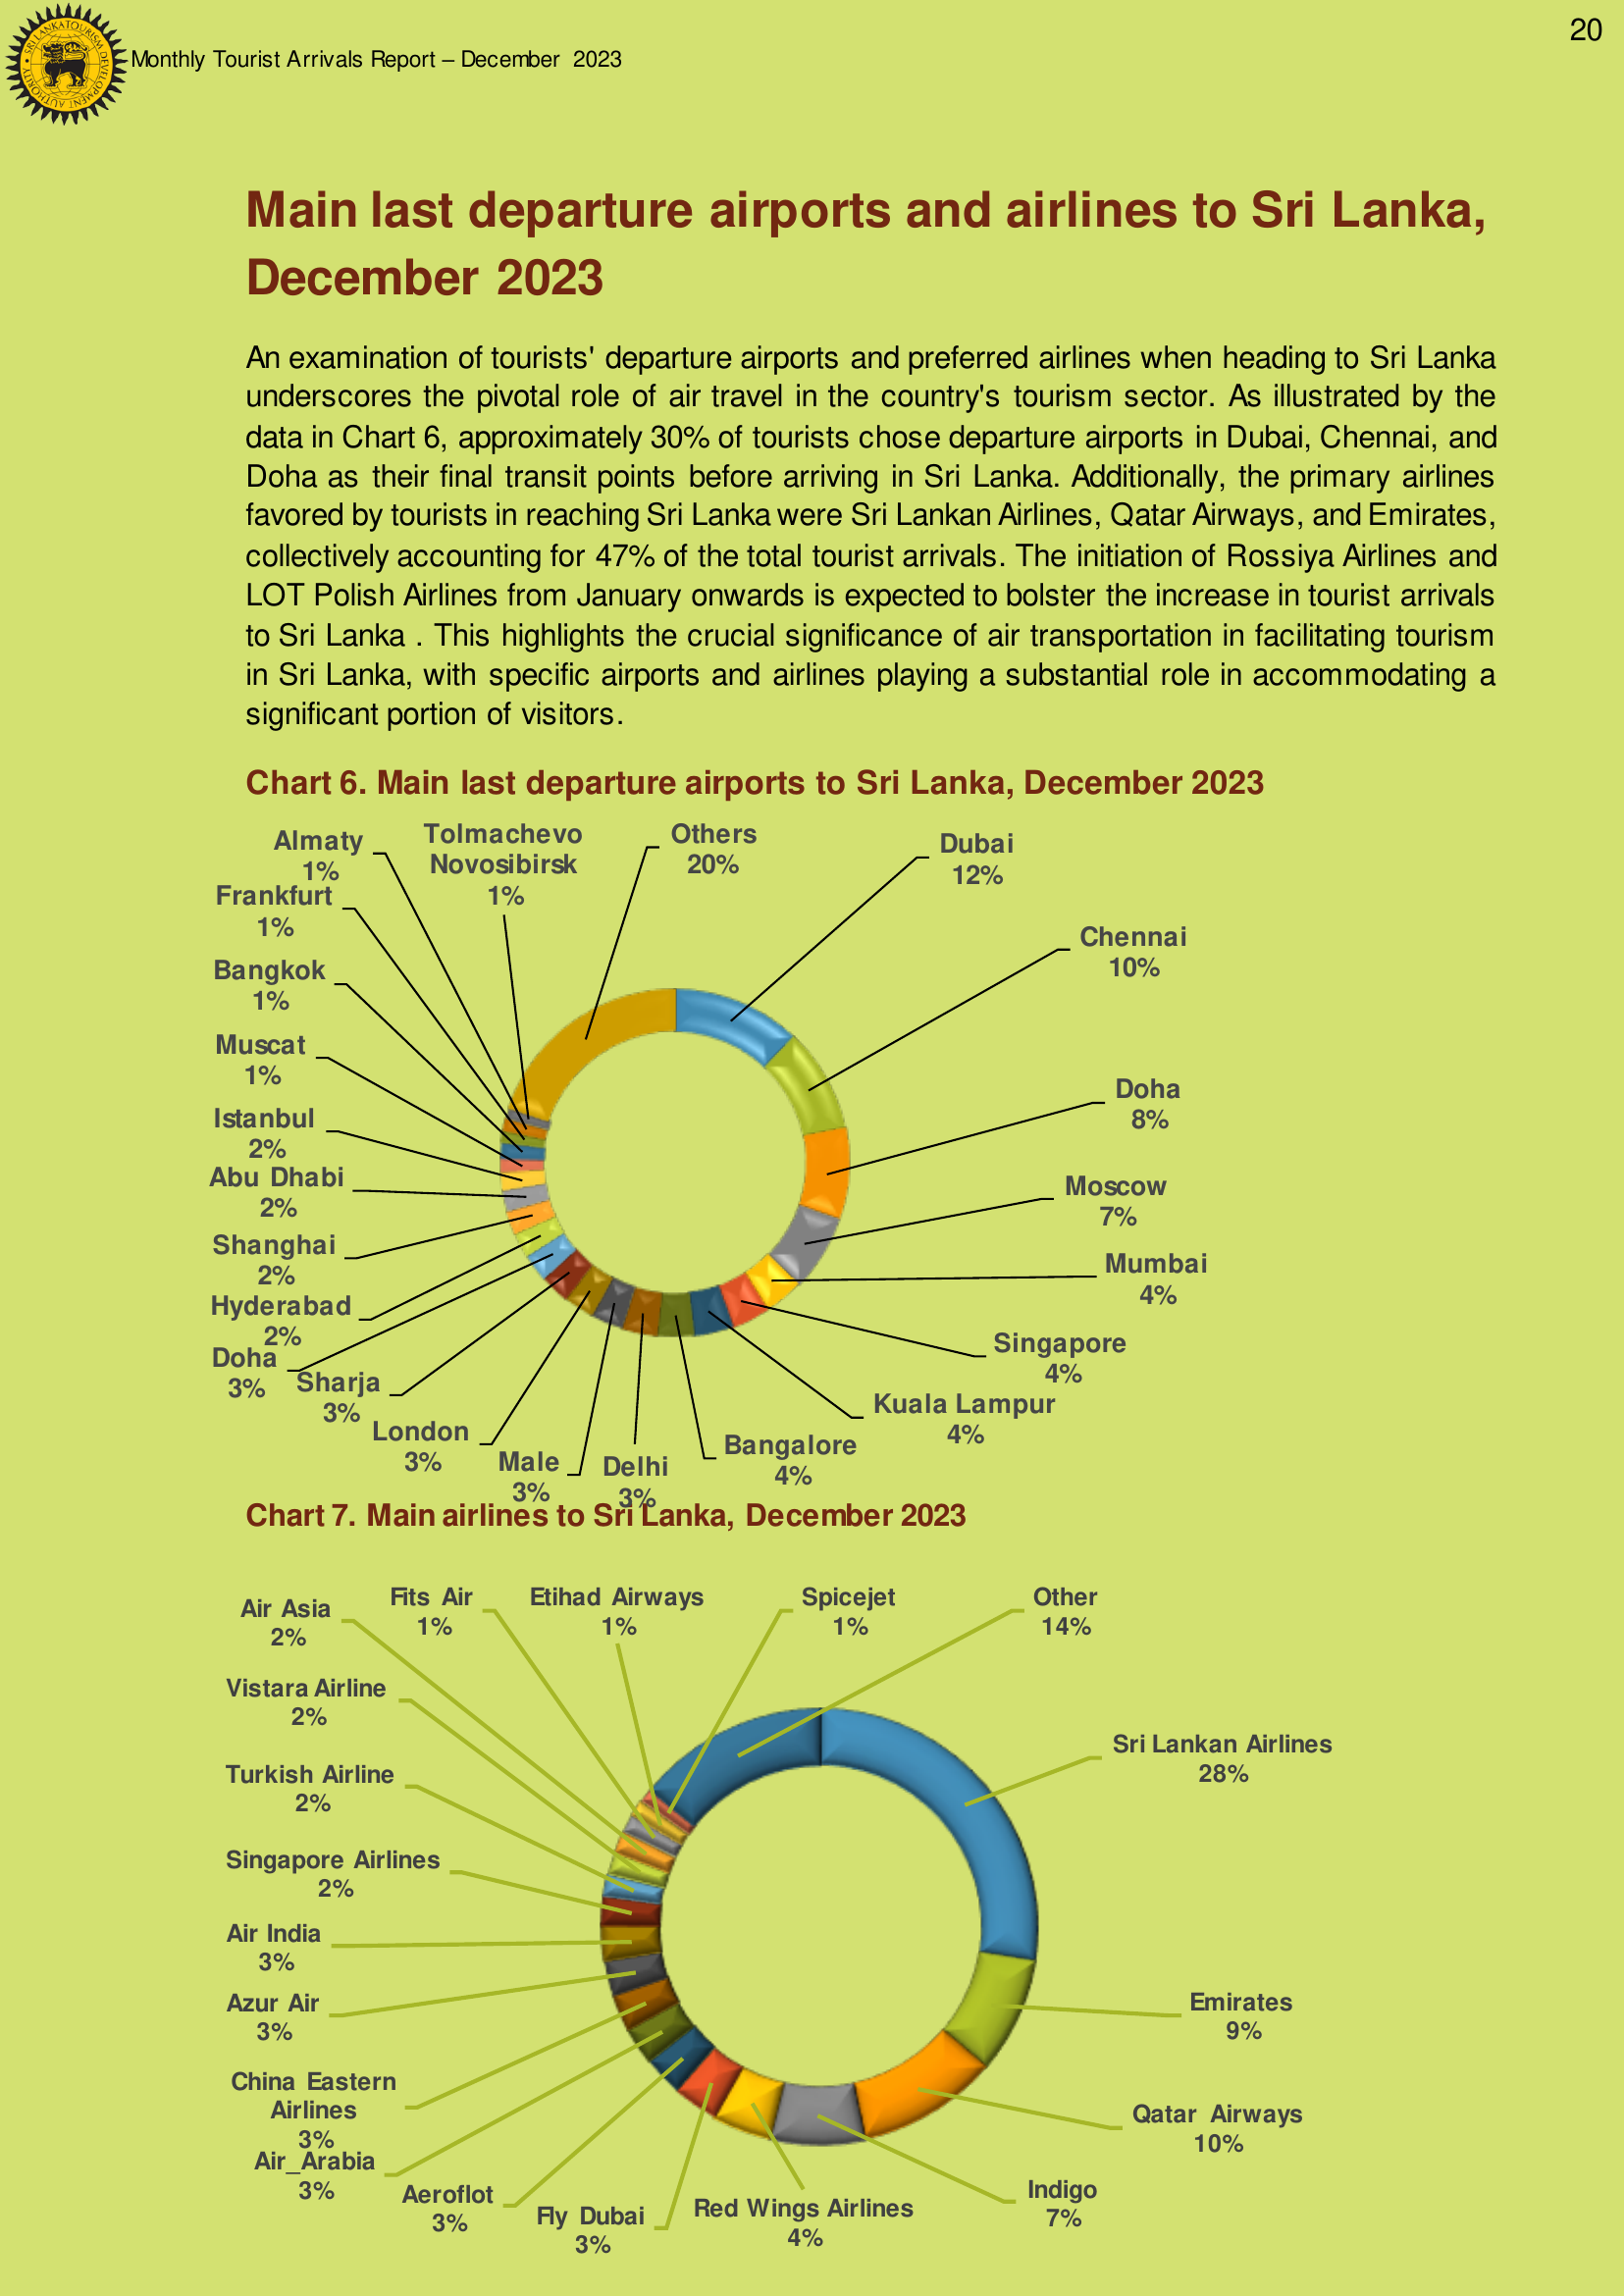 20
SRI LANKA TOURISM DEVELOPMENT AUTHORITY
Monthly Tourist Arrivals Report – December 2023
Main last departure airports and airlines to Sri Lanka,
December 2023
An examination of tourists' departure airports and preferred airlines when heading to Sri Lanka
underscores the pivotal role of air travel in the country's tourism sector. As illustrated by the
data in Chart 6, approximately 30% of tourists chose departure airports in Dubai, Chennai, and
Doha as their final transit points before arriving in Sri Lanka. Additionally, the primary airlines
favored by tourists in reaching Sri Lanka were Sri Lankan Airlines, Qatar Airways, and Emirates,
collectively accounting for 47% of the total tourist arrivals. The initiation of Rossiya Airlines and
LOT Polish Airlines from January onwards is expected to bolster the increase in tourist arrivals
to Sri Lanka . This highlights the crucial significance of air transportation in facilitating tourism
in Sri Lanka, with specific airports and airlines playing a substantial role in accommodating a
significant portion of visitors.
Chart 6. Main last departure airports to Sri Lanka, December 2023
Dubai
12%
Chennai
10%
Doha
8%
Moscow
7%
Mumbai
4%
Singapore
4%
Kuala Lampur
4%
Bangalore
4%
Delhi
3%
Male
3%
London
3%
Sharja
3%
Doha
3%
Hyderabad
2%
Shanghai
2%
Abu Dhabi
2%
Istanbul
2%
Muscat
1%
Bangkok
1%
Frankfurt
1%
Almaty
1%
Tolmachevo
Novosibirsk
1%
Others
20%
Chart 7. Main airlines to Sri Lanka, December 2023
Sri Lankan Airlines
28%
Emirates
9%
Qatar Airways
10%
Indigo
7%
Red Wings Airlines
4%
Fly Dubai
3%
Aeroflot
3%
Air_Arabia
3%
China Eastern
Airlines
3%
Azur Air
3%
Air India
3%
Singapore Airlines
2%
Turkish Airline
2%
Vistara Airline
2%
Air Asia
2%
Fits Air
1%
Etihad Airways
1%
Spicejet
1%
Other
14%